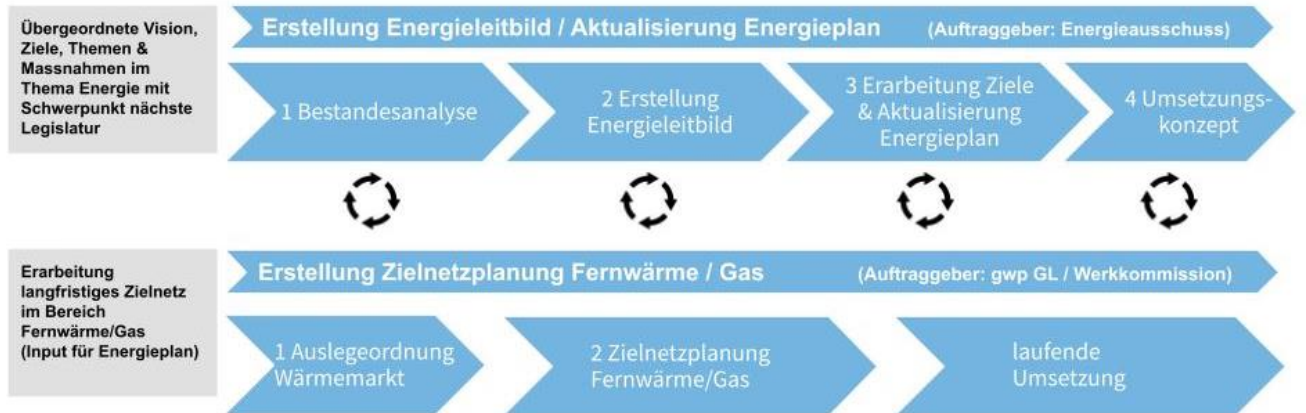 Übergeordnete Vision,
Ziele, Themen &
Massnahmen im
Thema Energie mit
Schwerpunkt nächste
Legislatur
Erstellung Energieleitbild / Aktualisierung Energieplan (Auftraggeber: Energieausschuss)
1 Bestandesanalyse
2 Erstellung
Energieleitbild
3 Erarbeitung Ziele
& Aktualisierung
Energieplan
4 Umsetzungs-
konzept
Erarbeitung
langfristiges Zielnetz
im Bereich
Fernwärme/Gas
(Input für Energieplan)
Erstellung Zielnetzplanung Fernwärme / Gas (Auftraggeber: gwp GL / Werkkommission)
1 Auslegeordnung
Wärmemarkt
2 Zielnetzplanung
Fernwärme/Gas
laufende
Umsetzung